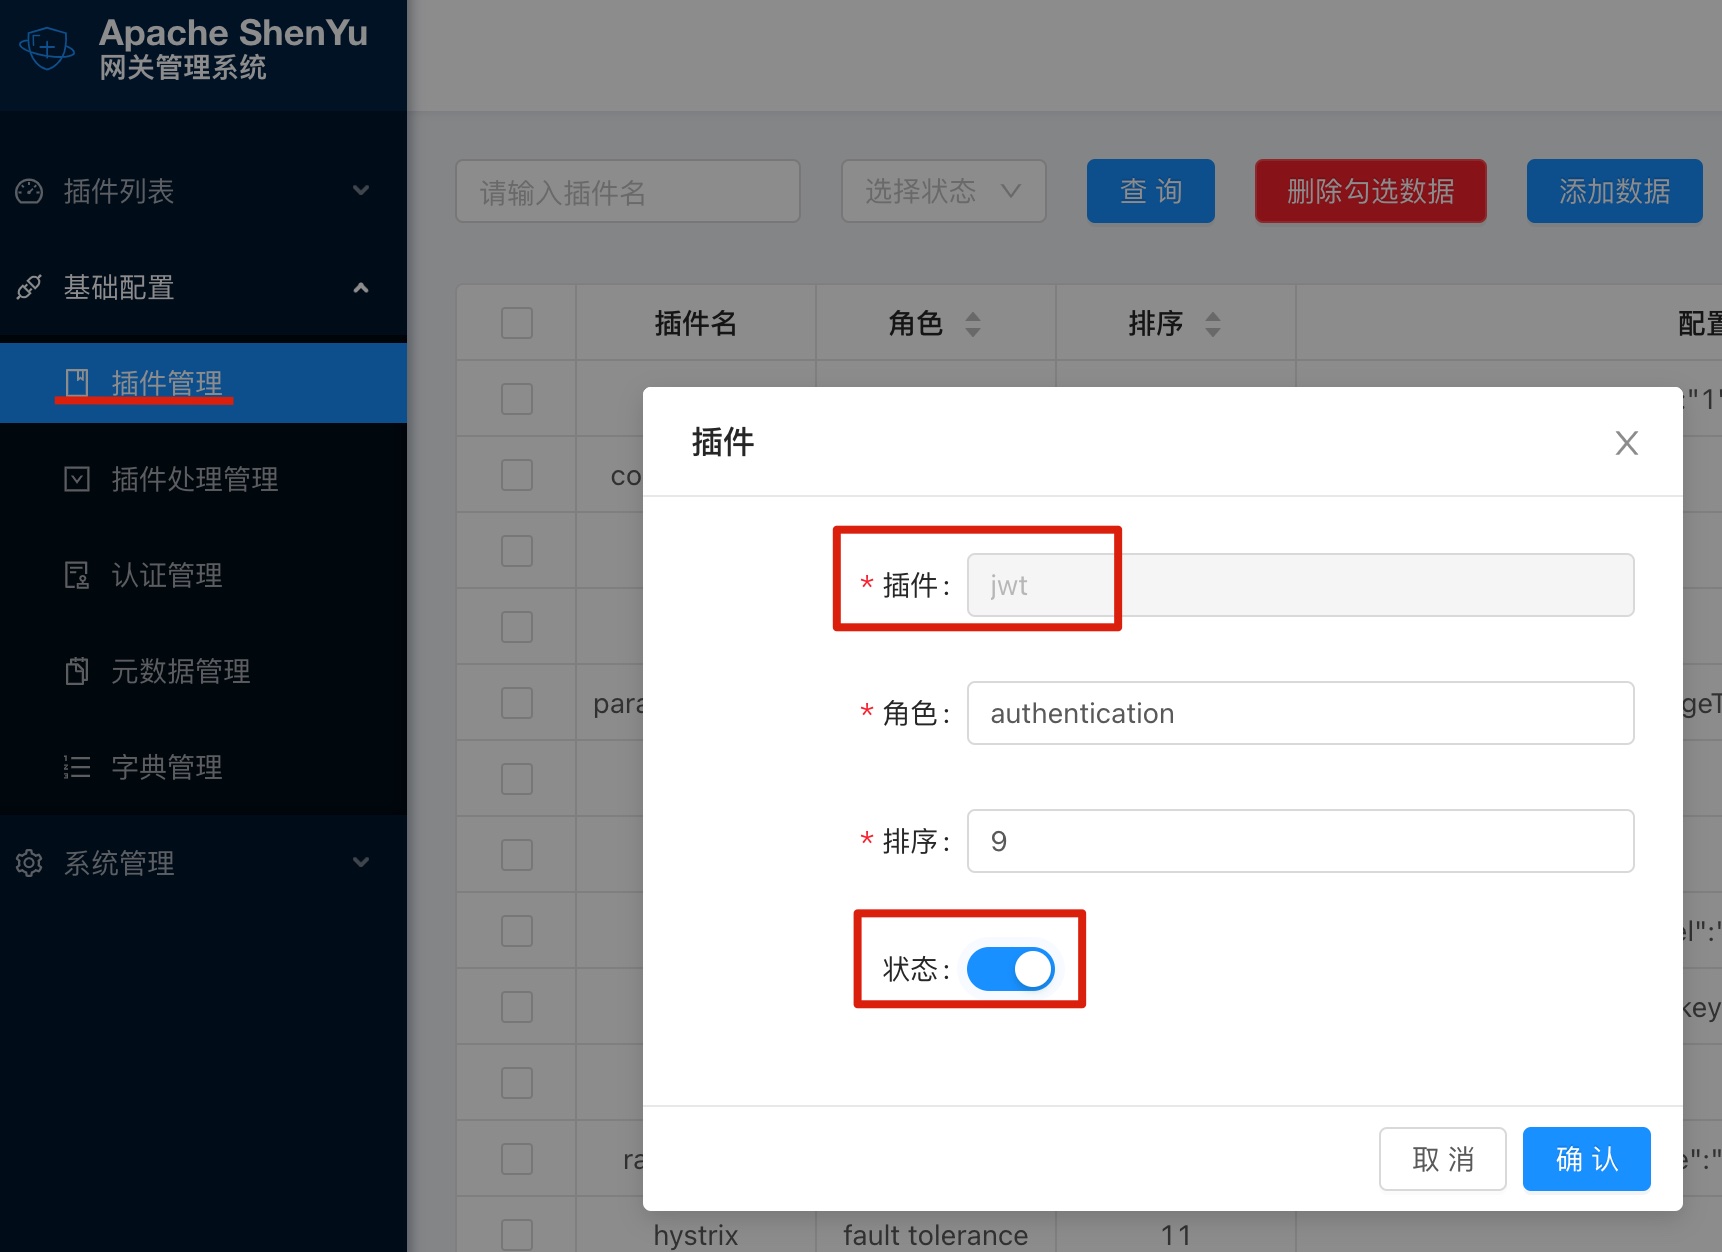 Apache ShenYu
网关管理系统
插件列表
基础配置
插件管理
插件处理管理
认证管理
元数据管理
字典管理
系统管理
请输入插件名
选择状态
查 询
删除勾选数据
添加数据
插件名
角色
排序
配置
:"1"
co
para
geT
el":"
key
ra
e":"
hystrix
fault tolerance
11
插件
* 插件:
jwt
* 角色:
authentication
* 排序:
9
状态:
取 消
确 认